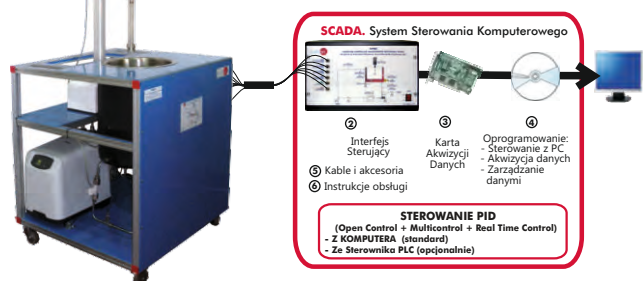 SCADA. System Sterowania Komputerowego
②
Interfejs
Sterujący
③
Karta
Akwizycji
Danych
④
Oprogramowanie:
- Sterowanie z PC
- Akwizycja danych
- Zarządzanie
danymi
⑤ Kable i akcesoria
⑥ Instrukcje obsługi
STEROWANIE PID
(Open Control + Multicontrol + Real Time Control)
- Z KOMPUTERA (standard)
- Ze Sterownika PLC (opcjonalnie)